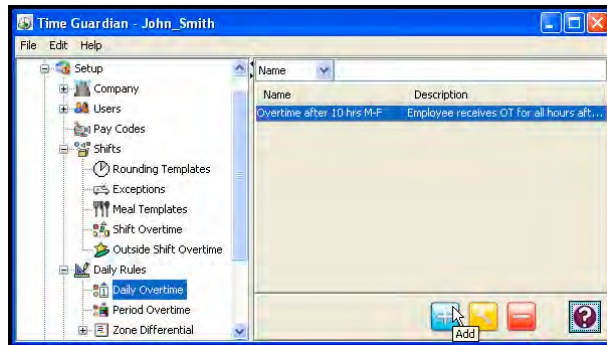 Time Guardian - John_Smith
File Edit Help
Setup
Company
Users
Pay Codes
Shifts
Rounding Templates
Exceptions
Meal Templates
Shift Overtime
Outside Shift Overtime
Daily Rules
Daily Overtime
Period Overtime
Zone Differential
Name
Name Description
Overtime after 10 hrs M-F Employee receives OT for all hours aft...
Add